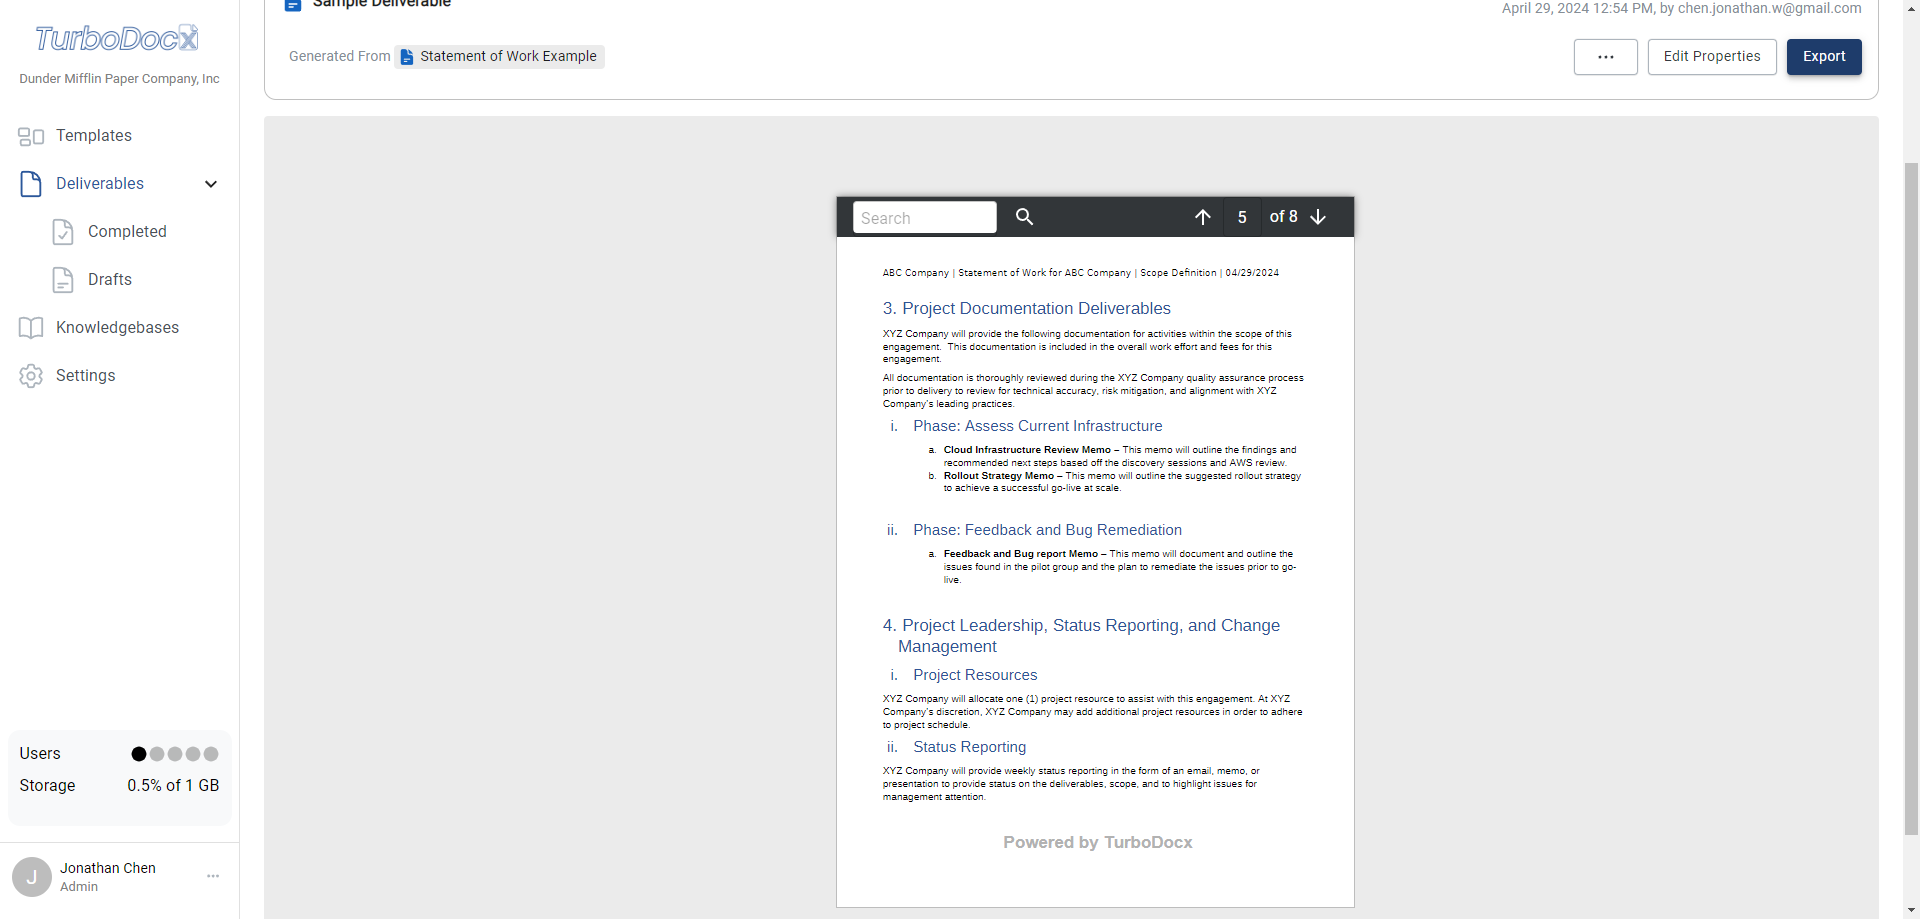 TurboDocx
Dunder Mifflin Paper Company, Inc
Templates
Deliverables
Completed
Drafts
Knowledgebases
Settings
Users
Storage 0.5% of 1 GB
J
Jonathan Chen
Admin
...
Sample Deliverable
April 29, 2024 12:54 PM, by chen.jonathan.w@gmail.com
Generated From Statement of Work Example
... Edit Properties Export
Search 5 of 8
ABC Company | Statement of Work for ABC Company | Scope Definition | 04/29/2024
3. Project Documentation Deliverables
XYZ Company will provide the following documentation for activities within the scope of this
engagement.  This documentation is included in the overall work effort and fees for this
engagement.
All documentation is thoroughly reviewed during the XYZ Company quality assurance process
prior to delivery to review for technical accuracy, risk mitigation, and alignment with XYZ
Company's leading practices.
i. Phase: Assess Current Infrastructure
a. Cloud Infrastructure Review Memo – This memo will outline the findings and
recommended next steps based off the discovery sessions and AWS review.
b. Rollout Strategy Memo – This memo will outline the suggested rollout strategy
to achieve a successful go-live at scale.
ii. Phase: Feedback and Bug Remediation
a. Feedback and Bug report Memo – This memo will document and outline the
issues found in the pilot group and the plan to remediate the issues prior to go-
live.
4. Project Leadership, Status Reporting, and Change
Management
i. Project Resources
XYZ Company will allocate one (1) project resource to assist with this engagement. At XYZ
Company's discretion, XYZ Company may add additional project resources in order to adhere
to project schedule.
ii. Status Reporting
XYZ Company will provide weekly status reporting in the form of an email, memo, or
presentation to provide status on the deliverables, scope, and to highlight issues for
management attention.
Powered by TurboDocx